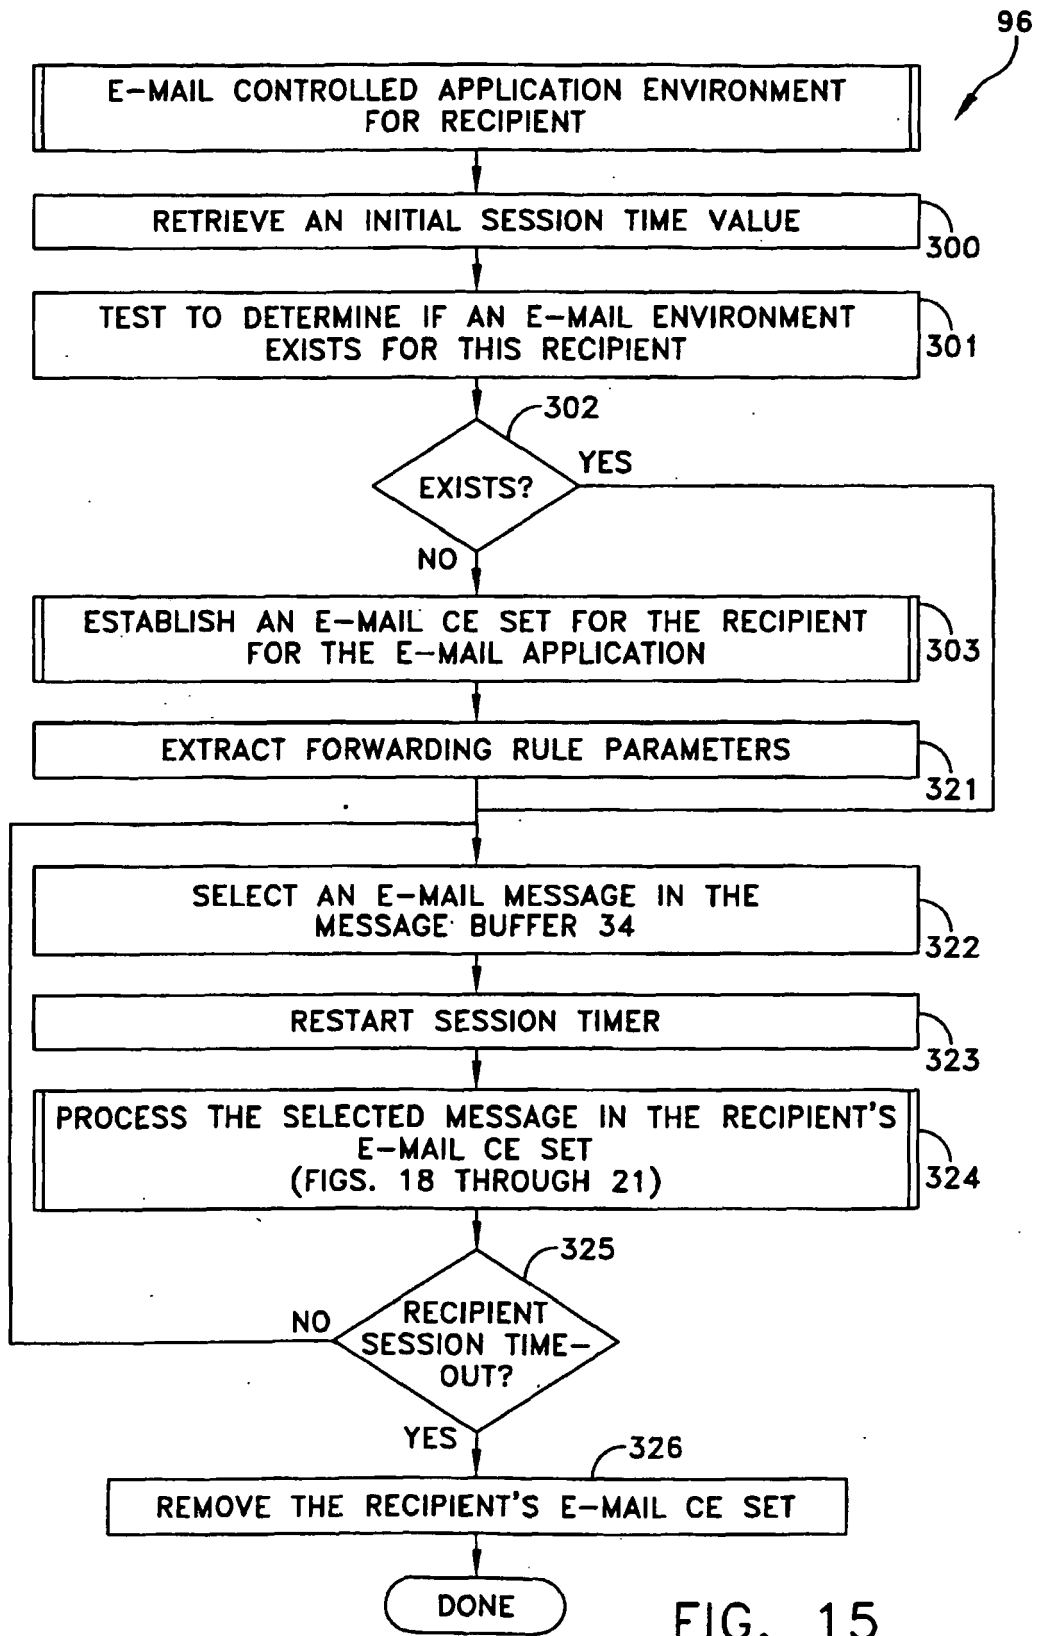 96
E-MAIL CONTROLLED APPLICATION ENVIRONMENT
FOR RECIPIENT
RETRIEVE AN INITIAL SESSION TIME VALUE
300
TEST TO DETERMINE IF AN E-MAIL ENVIRONMENT
EXISTS FOR THIS RECIPIENT
301
302
EXISTS?
YES
NO
ESTABLISH AN E-MAIL CE SET FOR THE RECIPIENT
FOR THE E-MAIL APPLICATION
303
EXTRACT FORWARDING RULE PARAMETERS
321
SELECT AN E-MAIL MESSAGE IN THE
MESSAGE BUFFER 34
322
RESTART SESSION TIMER
323
PROCESS THE SELECTED MESSAGE IN THE RECIPIENT'S
E-MAIL CE SET
(FIGS. 18 THROUGH 21)
324
325
RECIPIENT
SESSION TIME-
OUT?
NO
YES
326
REMOVE THE RECIPIENT'S E-MAIL CE SET
DONE
FIG. 15